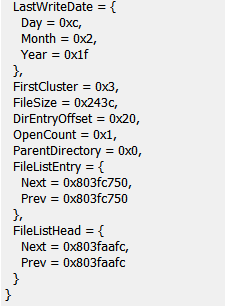 LastWriteDate = {
Day = 0xc,
Month = 0x2,
Year = 0x1f
},
FirstCluster = 0x3,
FileSize = 0x243c,
DirEntryOffset = 0x20,
OpenCount = 0x1,
ParentDirectory = 0x0,
FileListEntry = {
Next = 0x803fc750,
Prev = 0x803fc750
},
FileListHead = {
Next = 0x803faafc,
Prev = 0x803faafc
}
}